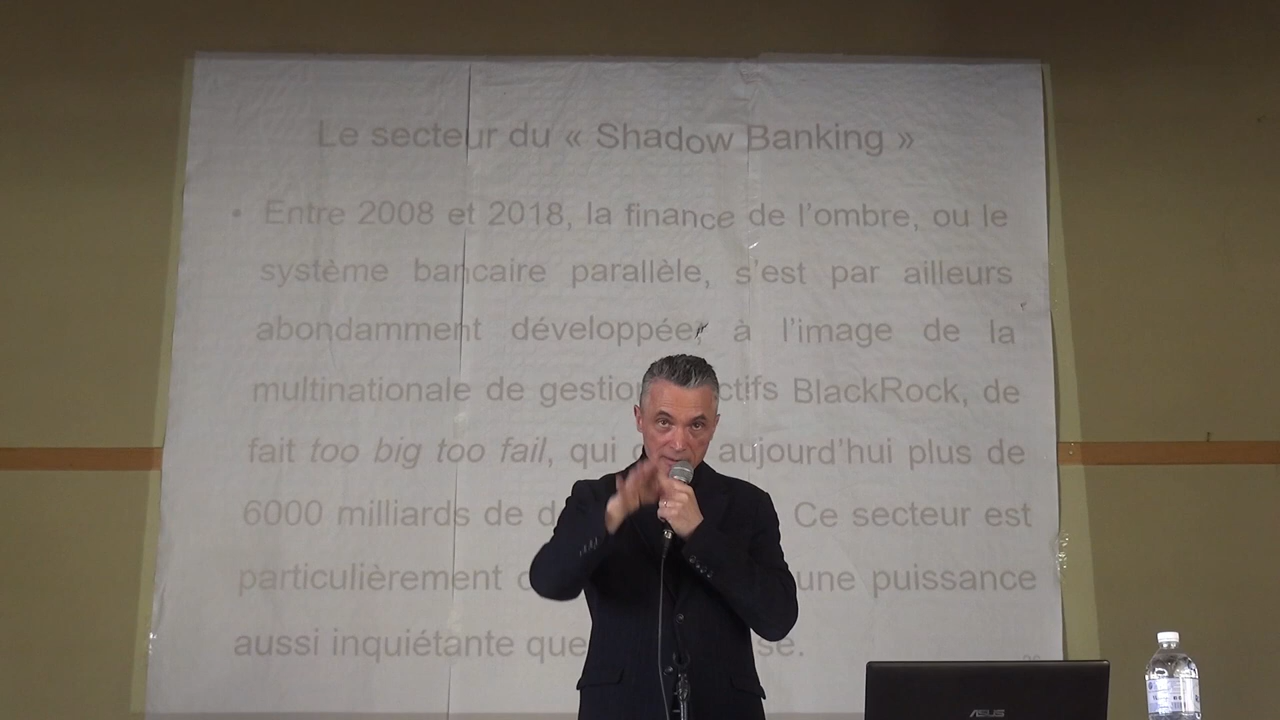 Le secteur du « Shadow Banking »
• Entre 2008 et 2018, la finance de l'ombre, ou le
système bancaire parallèle, s'est par ailleurs
abondamment développée, à l'image de la
multinationale de gestion ctifs BlackRock, de
fait too big too fail, qui aujourd'hui plus de
6000 milliards de d Ce secteur est
particulièrement une puissance
aussi inquiétante que se.
ASUS